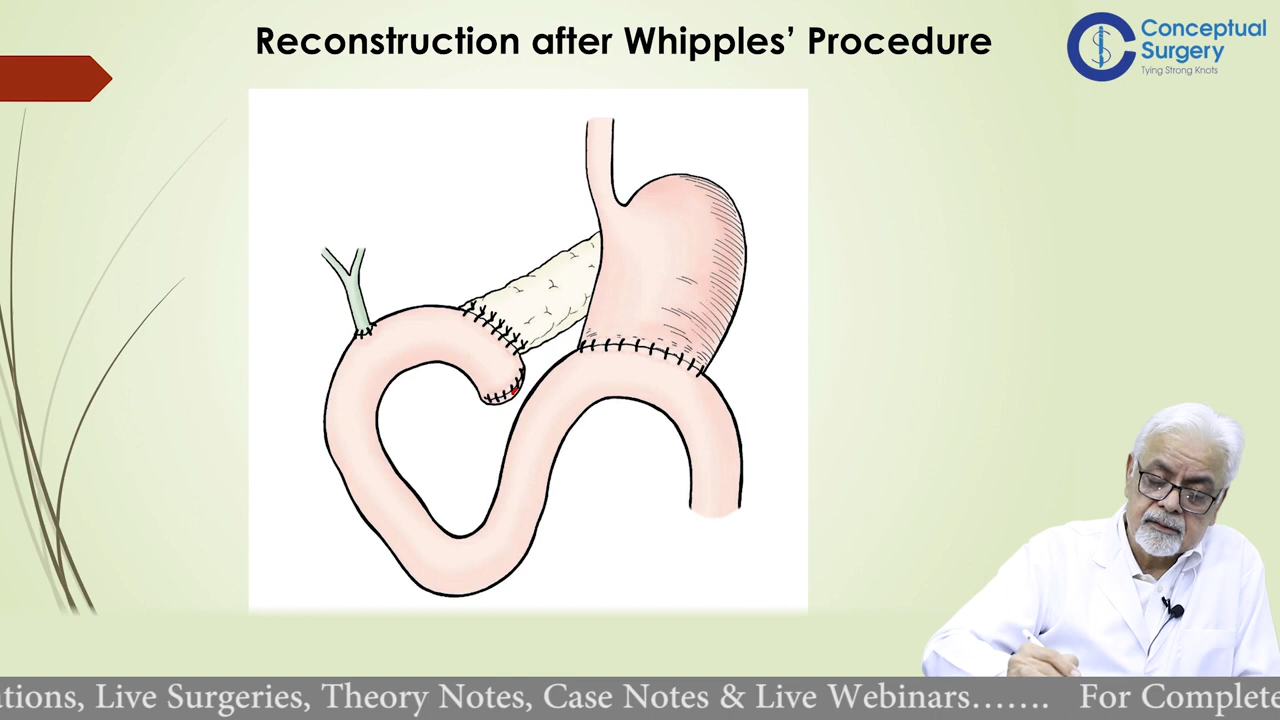 Reconstruction after Whipples’ Procedure
Conceptual
Surgery
Tying Strong Knots
ations, Live Surgeries, Theory Notes, Case Notes & Live Webinars....... For Complete